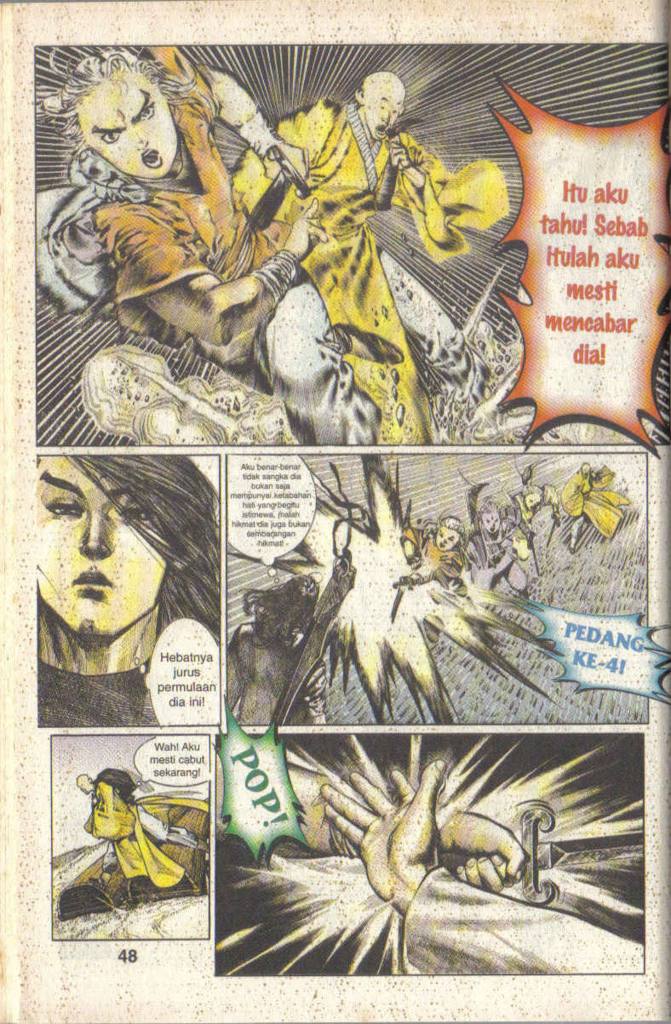 Itu aku
tahu! Sebab
itulah aku
mesti
mencabar
dia!
Hebatnya
jurus
permulaan
dia ini!
Aku benar-benar
tidak sangka dia
bukan saja
mempunyai ketabahan
hati yang begitu
istimewa, malah
hikmat dia juga bukan
sembarangan
hikmat!
PEDANG
KE-4!
Wah! Aku
mesti cabut
sekarang!
POP!
48